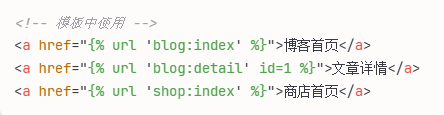 <!-- 模板中使用 -->
<a href="{% url 'blog:index' %}">博客首页</a>
<a href="{% url 'blog:detail' id=1 %}">文章详情</a>
<a href="{% url 'shop:index' %}">商店首页</a>